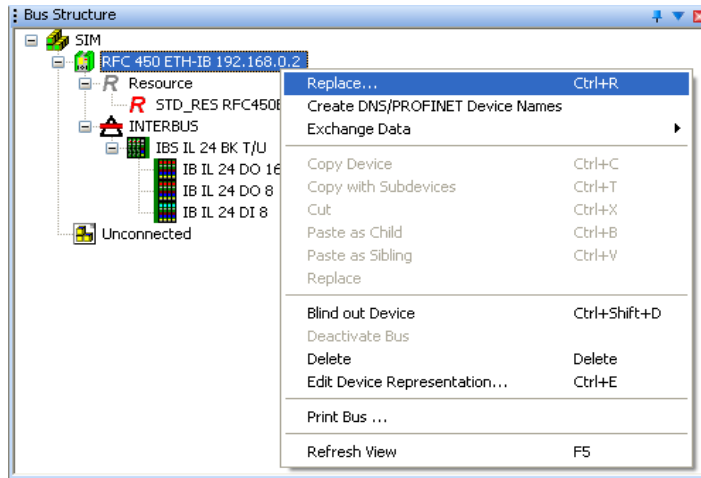 Bus Structure
SIM
RFC 450 ETH-IB 192.168.0.2
Resource
STD_RES RFC450E
INTERBUS
IBS IL 24 BK T/U
IB IL 24 DO 16
IB IL 24 DO 8
IB IL 24 DI 8
Unconnected
Replace... Ctrl+R
Create DNS/PROFINET Device Names
Exchange Data
Copy Device Ctrl+C
Copy with Subdevices Ctrl+T
Cut Ctrl+X
Paste as Child Ctrl+B
Paste as Sibling Ctrl+V
Replace
Blind out Device Ctrl+Shift+D
Deactivate Bus
Delete Delete
Edit Device Representation... Ctrl+E
Print Bus ...
Refresh View F5